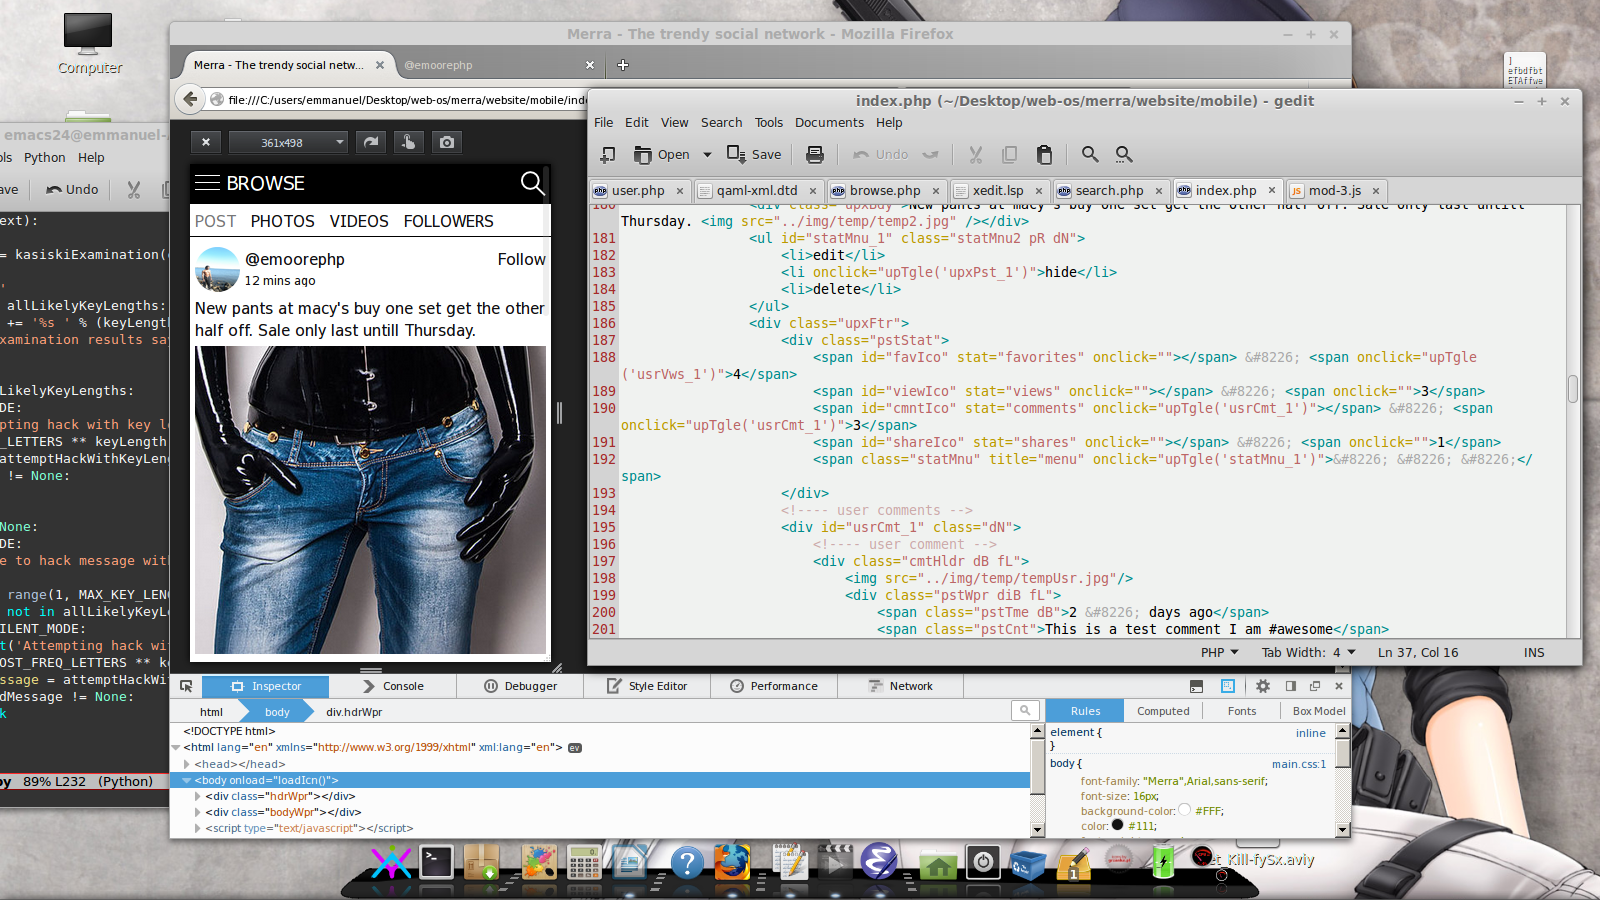 Computer
]
efbdfbt
ETAffwe
Merra - The trendy social network - Mozilla Firefox
Merra - The trendy social netw...
@emoorephp
file:///C:/users/emmanuel/Desktop/web-os/merra/website/mobile/ind
361x498
BROWSE
POST PHOTOS VIDEOS FOLLOWERS
@emoorephp
Follow
12 mins ago
New pants at macy's buy one set get the other
half off. Sale only last untill Thursday.
emacs24@emmanuel-
ols Python Help
ave Undo
ext):
= kasiskiExamination(
'
allLikelyKeyLengths:
+= '%s ' % (keyLength
xamination results say
LikelyKeyLengths:
DE:
pting hack with key le
_LETTERS ** keyLength
attemptHackWithKeyLen
!= None:
None:
DE:
e to hack message with
range(1, MAX_KEY_LENG
not in allLikelyKeyLe
ILENT_MODE:
t('Attempting hack wit
OST_FREQ_LETTERS ** ke
ssage = attemptHackWit
dMessage != None:
k
py 89% L232 (Python)
index.php (~/Desktop/web-os/merra/website/mobile) - gedit
File Edit View Search Tools Documents Help
Open Save Undo
user.php qaml-xml.dtd browse.php xedit.lsp search.php index.php mod-3.js
180 <div class="upxBdy">New pants at macy's buy one set get the other half off. Sale only last untill
Thursday. <img src="../img/temp/temp2.jpg" /></div>
181 <ul id="statMnu_1" class="statMnu2 pR dN">
182 <li>edit</li>
183 <li onclick="upTgle('upxPst_1')">hide</li>
184 <li>delete</li>
185 </ul>
186 <div class="upxFtr">
187 <div class="pstStat">
188 <span id="favIco" stat="favorites" onclick=""></span> &#8226; <span onclick="upTgle
('usrVws_1')">4</span>
189 <span id="viewIco" stat="views" onclick=""></span> &#8226; <span onclick="">3</span>
190 <span id="cmntIco" stat="comments" onclick="upTgle('usrCmt_1')"></span> &#8226; <span
onclick="upTgle('usrCmt_1')">3</span>
191 <span id="shareIco" stat="shares" onclick=""></span> &#8226; <span onclick="">1</span>
192 <span class="statMnu" title="menu" onclick="upTgle('statMnu_1')">&#8226; &#8226; &#8226;</
span>
193 </div>
194 <!---- user comments -->
195 <div id="usrCmt_1" class="dN">
196 <!---- user comment -->
197 <div class="cmtHldr dB fL">
198 <img src="../img/temp/tempUsr.jpg"/>
199 <div class="pstWpr diB fL">
200 <span class="pstTme dB">2 &#8226; days ago</span>
201 <span class="pstCnt">This is a test comment I am #awesome</span>
PHP Tab Width: 4 Ln 37, Col 16 INS
Inspector Console Debugger Style Editor Performance Network
html body div.hdrWpr
Rules Computed Fonts Box Model
<!DOCTYPE html>
<html lang="en" xmlns="http://www.w3.org/1999/xhtml" xml:lang="en"> ev
<head></head>
<body onload="loadIcn()">
<div class="hdrWpr"></div>
<div class="bodyWpr"></div>
<script type="text/javascript"></script>
element { inline
}
body { main.css:1
font-family: "Merra",Arial,sans-serif;
font-size: 16px;
background-color: #FFF;
color: #111;
1
et_Kill-fySx.aviy